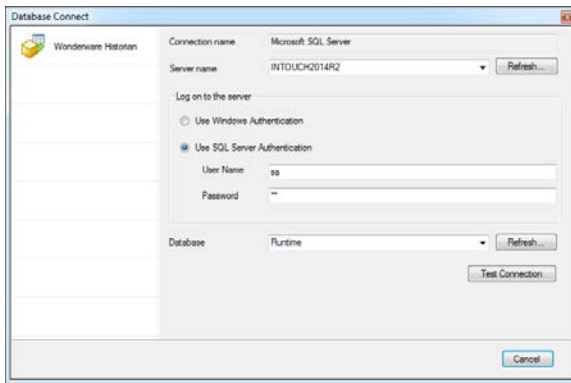 Database Connect
Wonderware Historian
Connection name Microsoft SQL Server
Server name INTOUCH2014R2 Refresh...
Log on to the server
Use Windows Authentication
Use SQL Server Authentication
User Name sa
Password **
Database Runtime Refresh...
Test Connection
Cancel